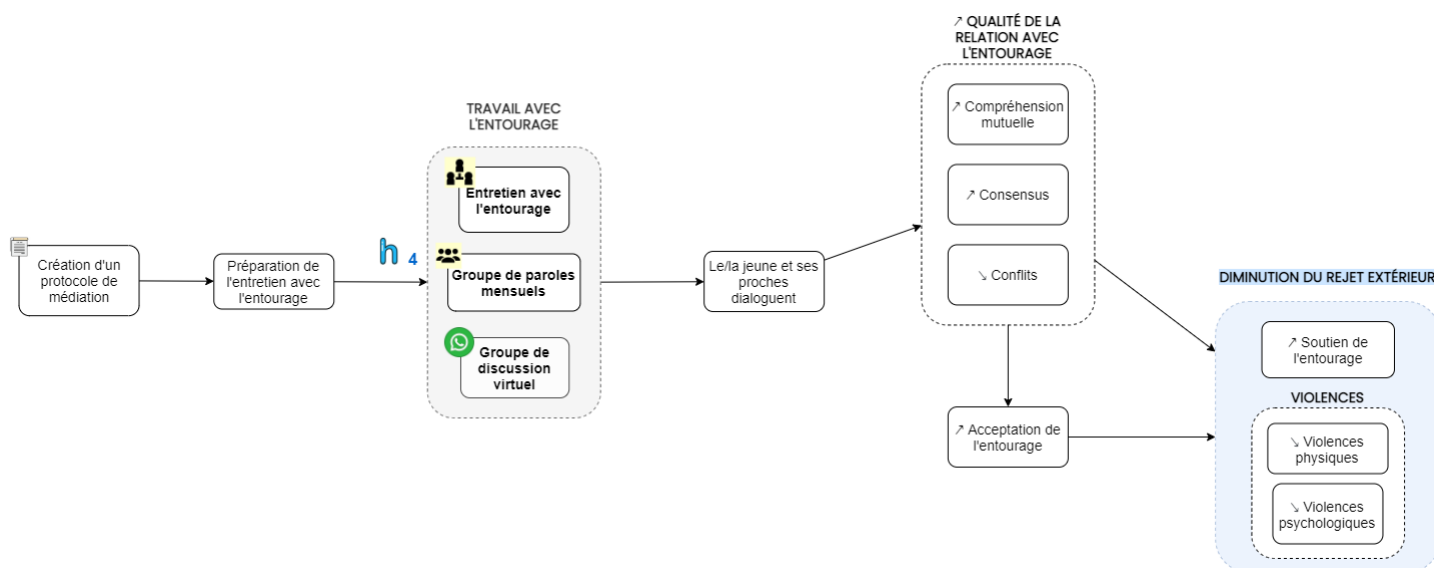 Création d'un
protocole de
médiation
Préparation de
l'entretien avec
l'entourage
h 4
TRAVAIL AVEC
L'ENTOURAGE
Entretien avec
l'entourage
Groupe de paroles
mensuels
Groupe de
discussion
virtuel
Le/la jeune et ses
proches
dialoguent
↗ QUALITÉ DE LA
RELATION AVEC
L'ENTOURAGE
↗ Compréhension
mutuelle
↗ Consensus
↘ Conflits
↗ Acceptation de
l'entourage
DIMINUTION DU REJET EXTÉRIEUR
↗ Soutien de
l'entourage
VIOLENCES
↘ Violences
physiques
↘ Violences
psychologiques